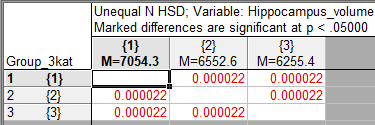 Unequal N HSD; Variable: Hippocampus_volume
Marked differences are significant at p < .05000
{1} {2} {3}
Group_3kat M=7054.3 M=6552.6 M=6255.4
1 {1} 0.000022 0.000022
2 {2} 0.000022 0.000022
3 {3} 0.000022 0.000022